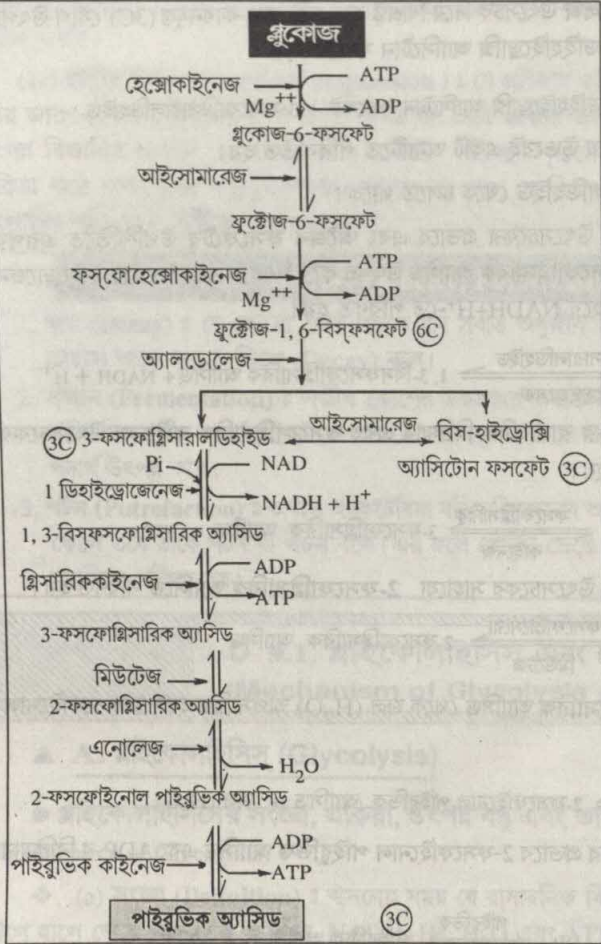 গ্লুকোজ
হেক্সোকাইনেজ
ATP
Mg++
ADP
গ্লুকোজ-6-ফসফেট
আইসোমারেজ
ফ্রুক্টোজ-6-ফসফেট
ফস্‌ফোহেক্সোকাইনেজ
ATP
Mg++
ADP
ফ্রুক্টোজ-1, 6-বিস্‌ফসফেট 6C
অ্যালডোলেজ
3C 3-ফসফোগ্লিসারালডিহাইড
আইসোমারেজ
বিস-হাইড্রোক্সি
অ্যাসিটোন ফসফেট 3C
Pi
NAD
1 ডিহাইড্রোজেনেজ
NADH + H+
1, 3-বিস্‌ফসফোগ্লিসারিক অ্যাসিড
ADP
গ্লিসারিককাইনেজ
ATP
3-ফসফোগ্লিসারিক অ্যাসিড
মিউটেজ
2-ফসফোগ্লিসারিক অ্যাসিড
এনোলেজ
H2O
2-ফসফোইনোল পাইরুভিক অ্যাসিড
ADP
পাইরুভিক কাইনেজ
ATP
পাইরুভিক অ্যাসিড 3C